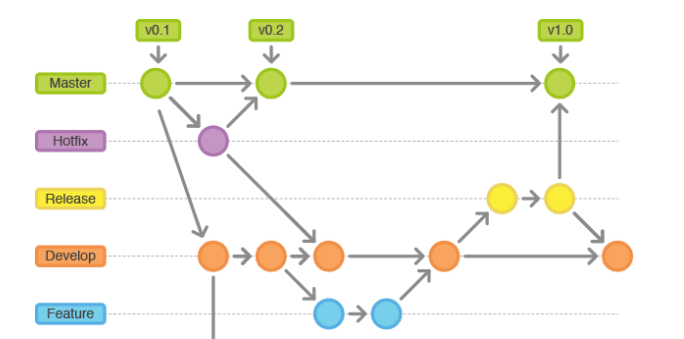 v0.1
v0.2
v1.0
Master
Hotfix
Release
Develop
Feature